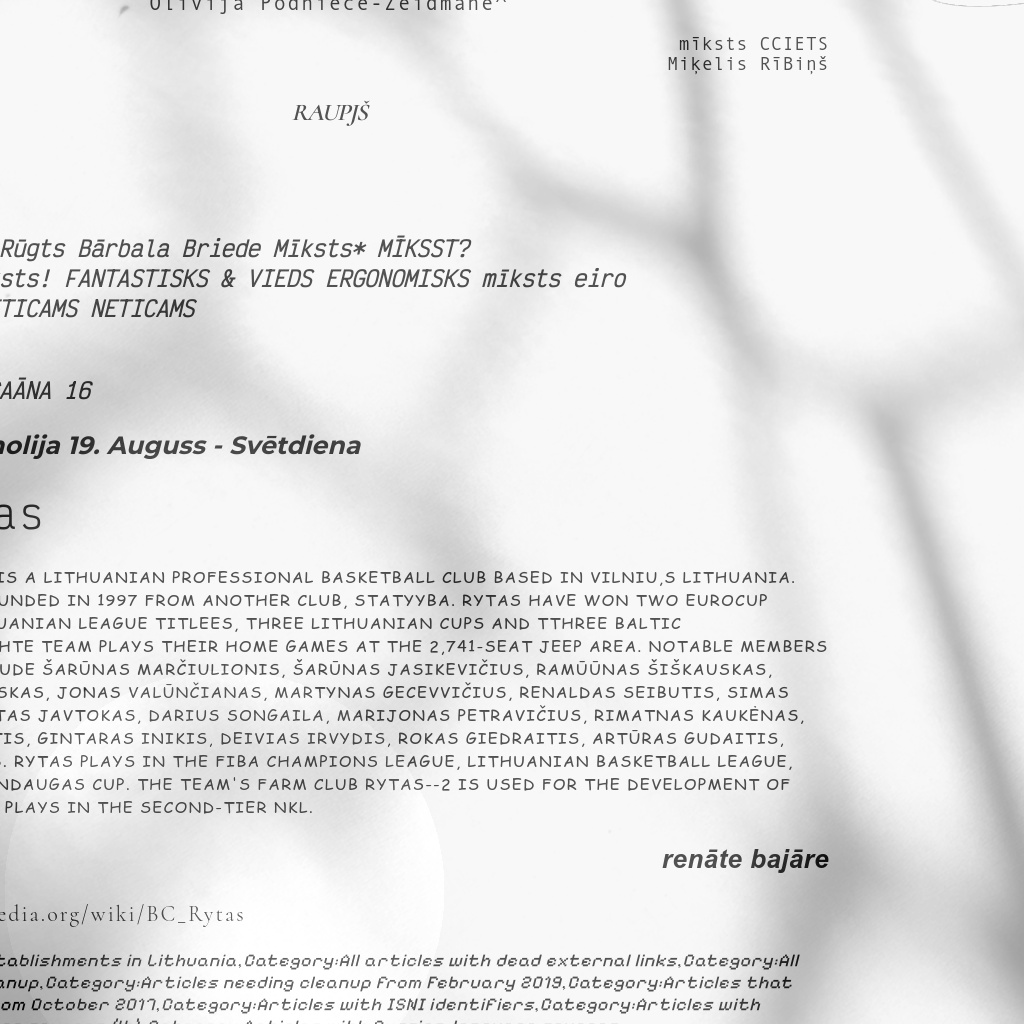 Olivija Podniece-Zeidmane^
mīksts CCIETS
Miķelis RīBiņš
RAUPJŠ
Rūgts Bārbala Briede Mīksts* MĪKSST?
sts! FANTASTISKS & VIEDS ERGONOMISKS mīksts eiro
TICAMS NETICAMS
AĀNA 16
nolija 19. Auguss - Svētdiena
as
IS A LITHUANIAN PROFESSIONAL BASKETBALL CLUB BASED IN VILNIU,S LITHUANIA.
UNDED IN 1997 FROM ANOTHER CLUB, STATYYBA. RYTAS HAVE WON TWO EUROCUP
UANIAN LEAGUE TITLEES, THREE LITHUANIAN CUPS AND TTHREE BALTIC
HTE TEAM PLAYS THEIR HOME GAMES AT THE 2,741-SEAT JEEP AREA. NOTABLE MEMBERS
UDE ŠARŪNAS MARČIULIONIS, ŠARŪNAS JASIKEVIČIUS, RAMŪŪNAS ŠIŠKAUSKAS,
SKAS, JONAS VALŪNČIANAS, MARTYNAS GECEVVIČIUS, RENALDAS SEIBUTIS, SIMAS
TAS JAVTOKAS, DARIUS SONGAILA, MARIJONAS PETRAVIČIUS, RIMATNAS KAUKĖNAS,
TIS, GINTARAS INIKIS, DEIVIAS IRVYDIS, ROKAS GIEDRAITIS, ARTŪRAS GUDAITIS,
. RYTAS PLAYS IN THE FIBA CHAMPIONS LEAGUE, LITHUANIAN BASKETBALL LEAGUE,
NDAUGAS CUP. THE TEAM'S FARM CLUB RYTAS--2 IS USED FOR THE DEVELOPMENT OF
PLAYS IN THE SECOND-TIER NKL.
renāte bajāre
edia.org/wiki/BC_Rytas
tablishments in Lithuania,Category:All articles with dead external links,Category:All
anup,Category:Articles needing cleanup from February 2019,Category:Articles that
om October 2017,Category:Articles with ISNI identifiers,Category:Articles with